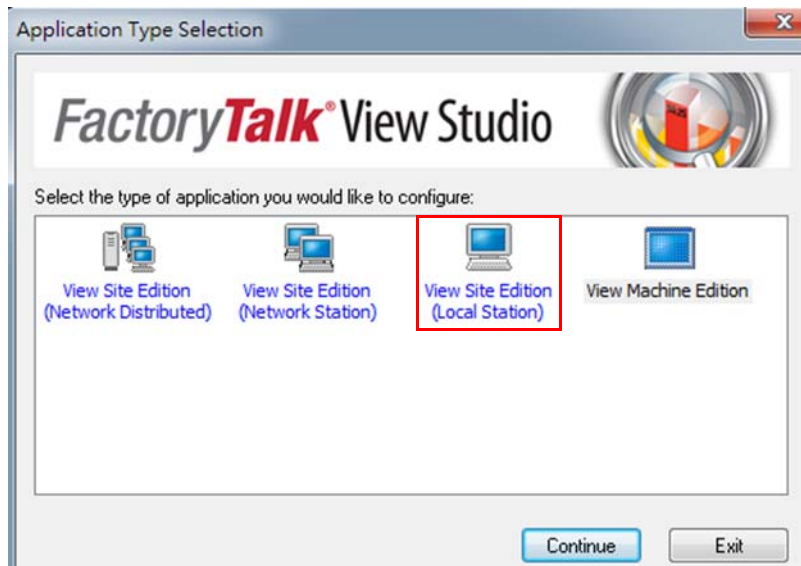 Application Type Selection
FactoryTalk® View Studio
Select the type of application you would like to configure:
View Site Edition
(Network Distributed)
View Site Edition
(Network Station)
View Site Edition
(Local Station)
View Machine Edition
Continue
Exit